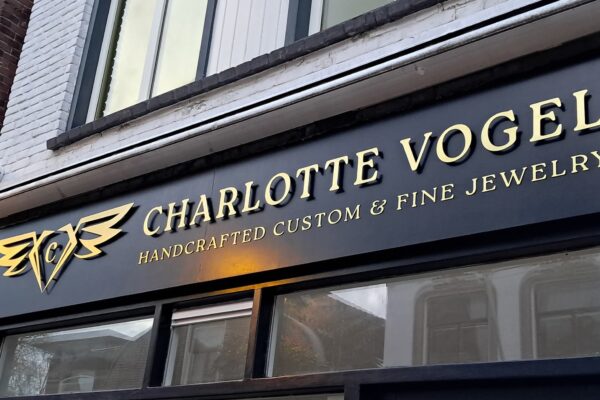 C
CHARLOTTE VOGEL
HANDCRAFTED CUSTOM & FINE JEWELRY